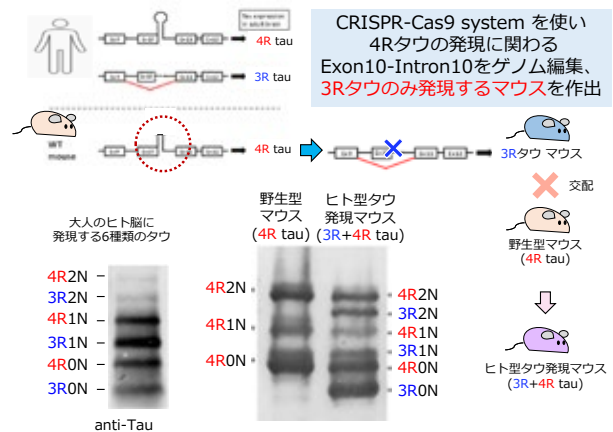 CRISPR-Cas9 system を使い
4Rタウの発現に関わる
Exon10-Intron10をゲノム編集、
3Rタウのみ発現するマウスを作出
No expression
in adult brain
4R tau
3R tau
WT
mouse
4R tau
3Rタウ マウス
交配
野生型マウス
(4R tau)
ヒト型タウ発現マウス
(3R+4R tau)
大人のヒト脳に
発現する6種類のタウ
4R2N
3R2N
4R1N
3R1N
4R0N
3R0N
anti-Tau
野生型
マウス
(4R tau)
ヒト型タウ
発現マウス
(3R+4R tau)
4R2N
4R1N
4R0N
4R2N
3R2N
4R1N
3R1N
4R0N
3R0N